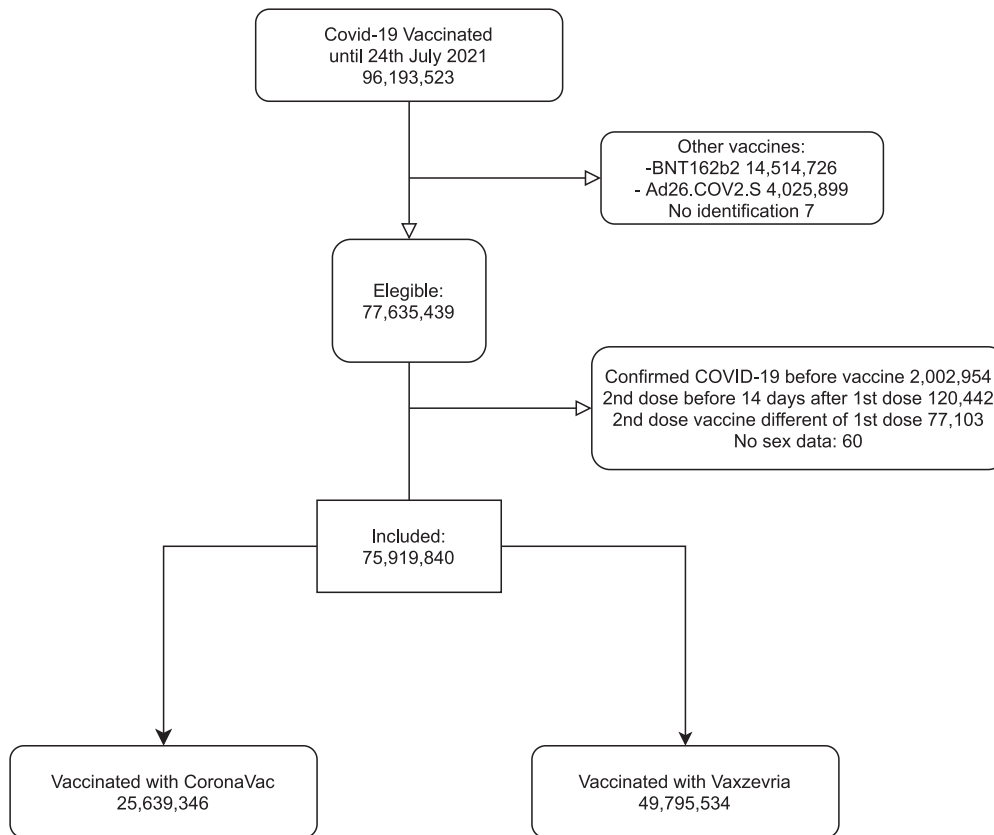 Covid-19 Vaccinated
until 24th July 2021
96,193,523
Other vaccines:
-BNT162b2 14,514,726
- Ad26.COV2.S 4,025,899
No identification 7
Elegible:
77,635,439
Confirmed COVID-19 before vaccine 2,002,954
2nd dose before 14 days after 1st dose 120,442
2nd dose vaccine different of 1st dose 77,103
No sex data: 60
Included:
75,919,840
Vaccinated with CoronaVac
25,639,346
Vaccinated with Vaxzevria
49,795,534